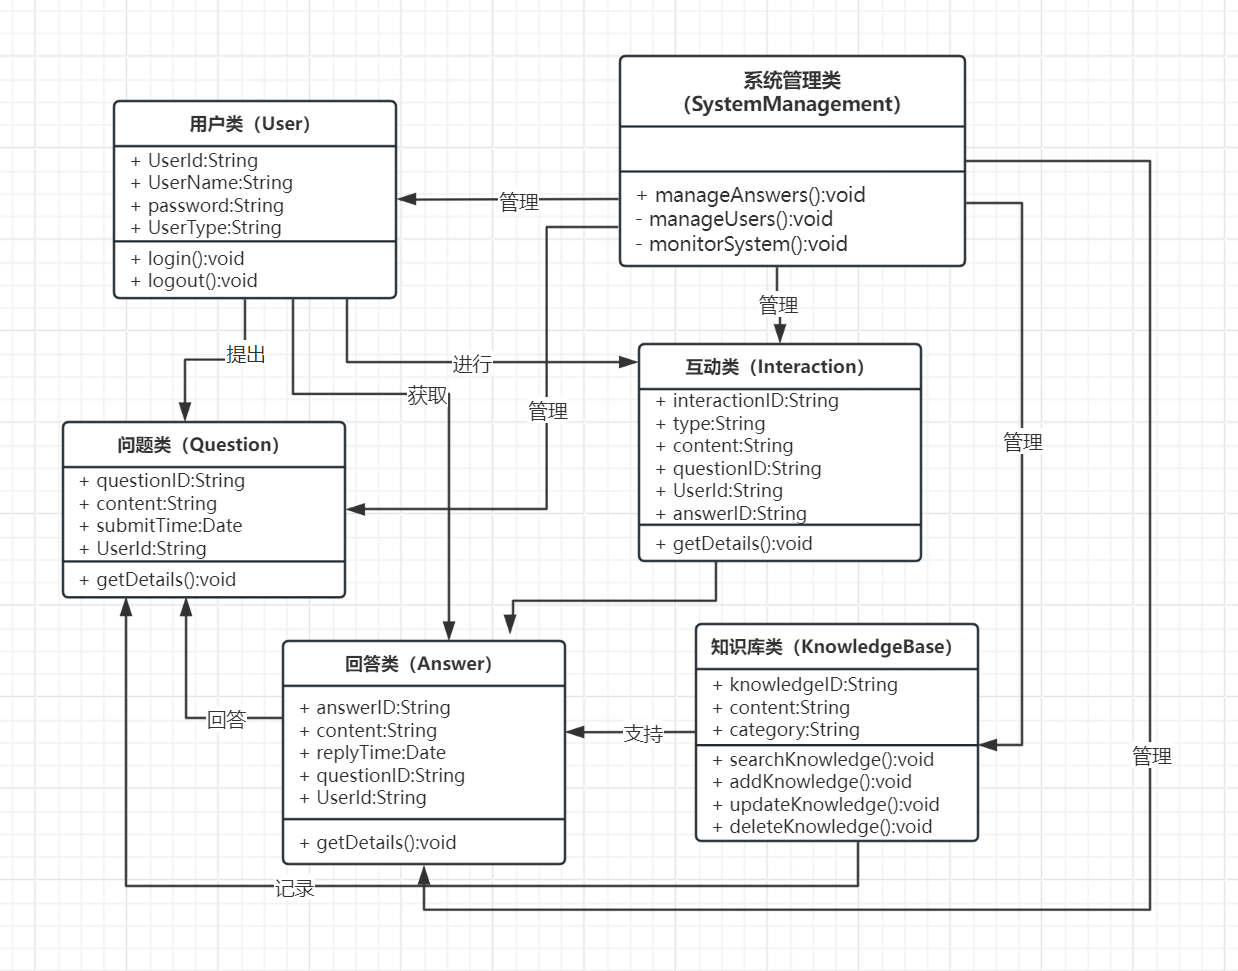 系统管理类
（SystemManagement）
+ manageAnswers():void
- manageUsers():void
- monitorSystem():void
用户类（User）
+ UserId:String
+ UserName:String
+ password:String
+ UserType:String
+ login():void
+ logout():void
管理
管理
提出
进行
获取
管理
管理
互动类（Interaction）
+ interactionID:String
+ type:String
+ content:String
+ questionID:String
+ UserId:String
+ answerID:String
+ getDetails():void
问题类（Question）
+ questionID:String
+ content:String
+ submitTime:Date
+ UserId:String
+ getDetails():void
回答类（Answer）
+ answerID:String
+ content:String
+ replyTime:Date
+ questionID:String
+ UserId:String
+ getDetails():void
回答
支持
知识库类（KnowledgeBase）
+ knowledgeID:String
+ content:String
+ category:String
+ searchKnowledge():void
+ addKnowledge():void
+ updateKnowledge():void
+ deleteKnowledge():void
管理
记录